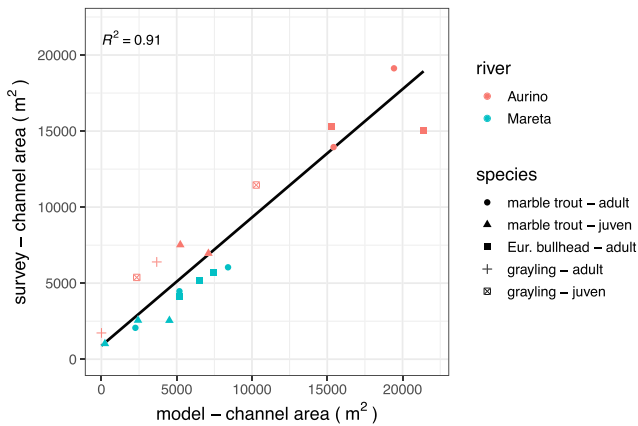 R² = 0.91
20000
15000
10000
5000
0
survey – channel area ( m² )
0 5000 10000 15000 20000
model – channel area ( m² )
river
Aurino
Mareta
species
marble trout – adult
marble trout – juven
Eur. bullhead – adult
grayling – adult
grayling – juven